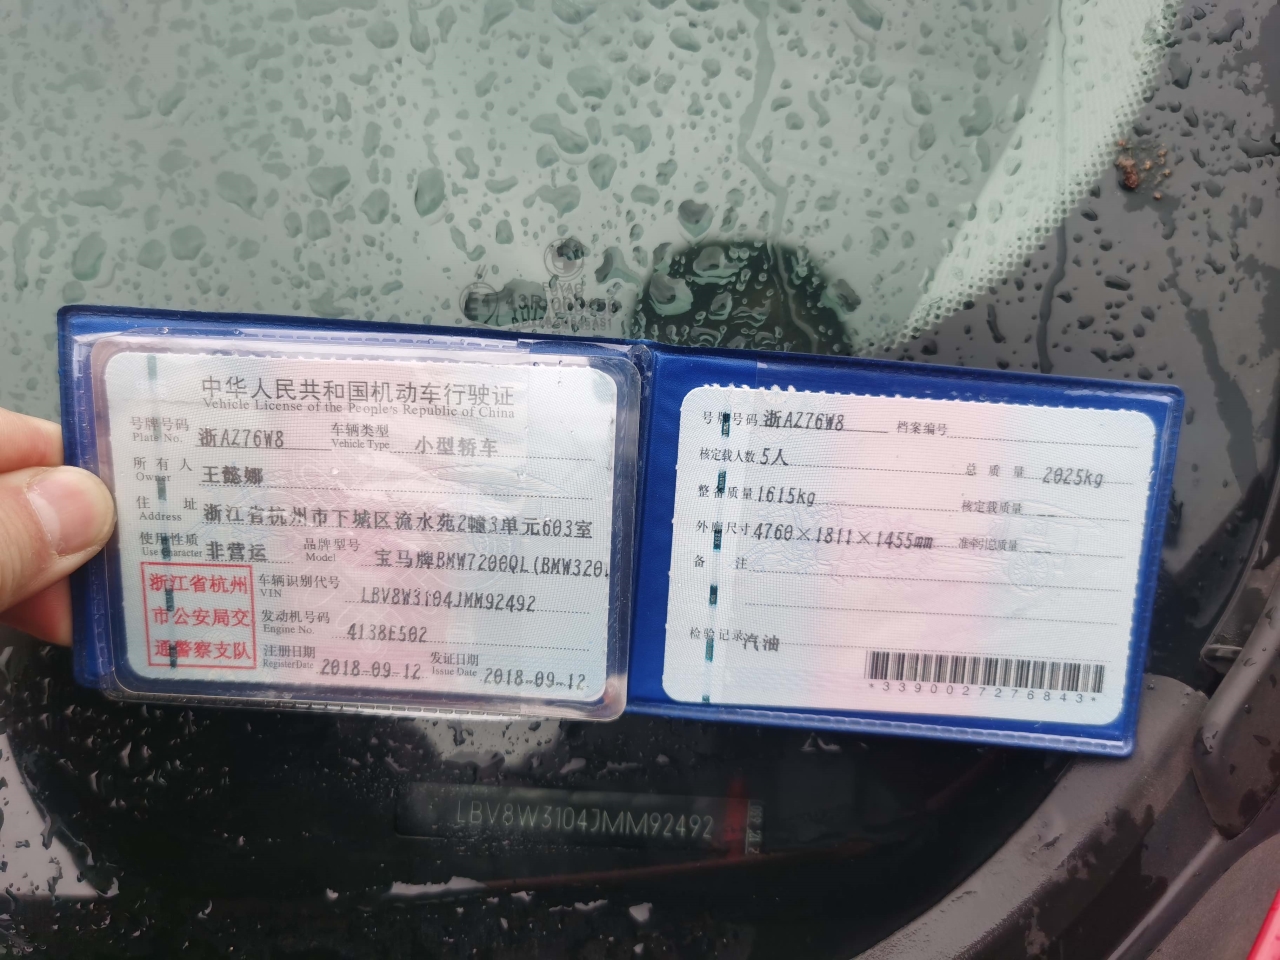 中华人民共和国机动车行驶证
Vehicle License of the People's Republic of China
号牌号码 浙AZ76W8 车辆类型 小型轿车
Plate No. Vehicle Type
所有人 王懿娜
Owner
住址 浙江省杭州市下城区流水苑2幢3单元603室
Address
使用性质 非营运 品牌型号 宝马牌BMW7200QL(BMW320
Use Character Model
浙江省杭州
市公安局交
通警察支队
车辆识别代号 LBV8W3104JMM92492
VIN
发动机号码 4138E502
Engine No.
注册日期 2018-09-12 发证日期 2018-09-12
Register Date Issue Date
号牌号码 浙AZ76W8 档案编号
核定载人数 5人 总质量 2025kg
整备质量 1615kg 核定载质量
外廓尺寸 4760×1811×1455mm 准牵引总质量
备注
检验记录 汽油
*3390027276843*
LBV8W3104JMM92492